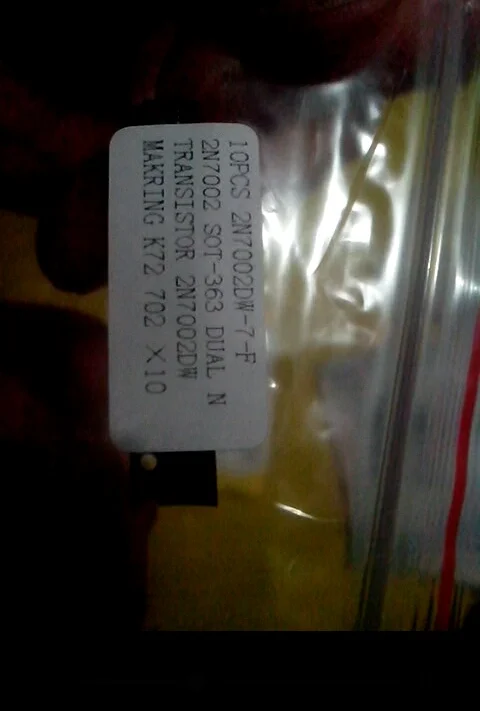 10PCS 2N7002DW-7-F
2N7002 SOT-363 DUAL N
TRANSISTOR 2N7002DW
MAKRING K72 702 ×10